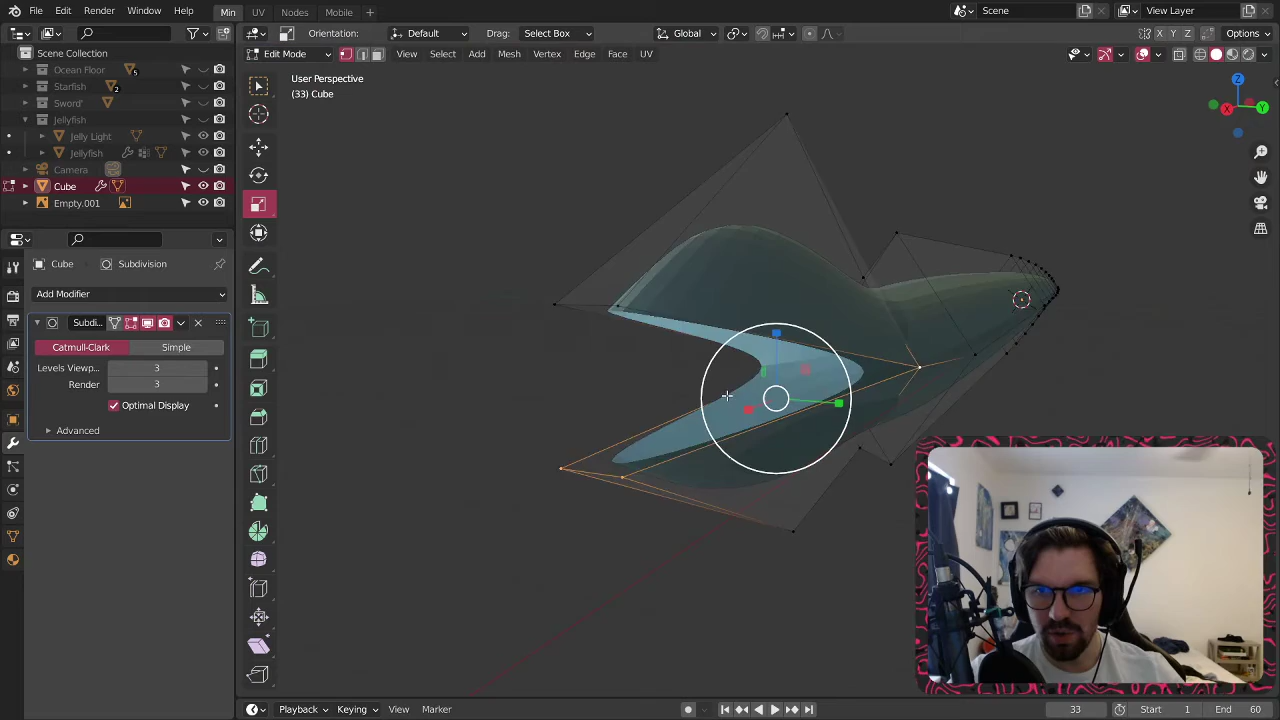 File Edit Render Window Help Min UV Nodes Mobile + Scene View Layer
Orientation: Default Drag: Select Box Global X Y Z Options
Edit Mode View Select Add Mesh Vertex Edge Face UV
Scene Collection
Ocean Floor 5
Starfish 2
Sword'
Jellyfish
Jelly Light
Jellyfish
Camera
Cube
Empty.001
User Perspective
(33) Cube
Z
X
Y
Cube Subdivision
Add Modifier
Subdi...
Catmull-Clark Simple
Levels Viewp... 3
Render 3
Optimal Display
Advanced
Playback Keying View Marker 33 Start 1 End 60